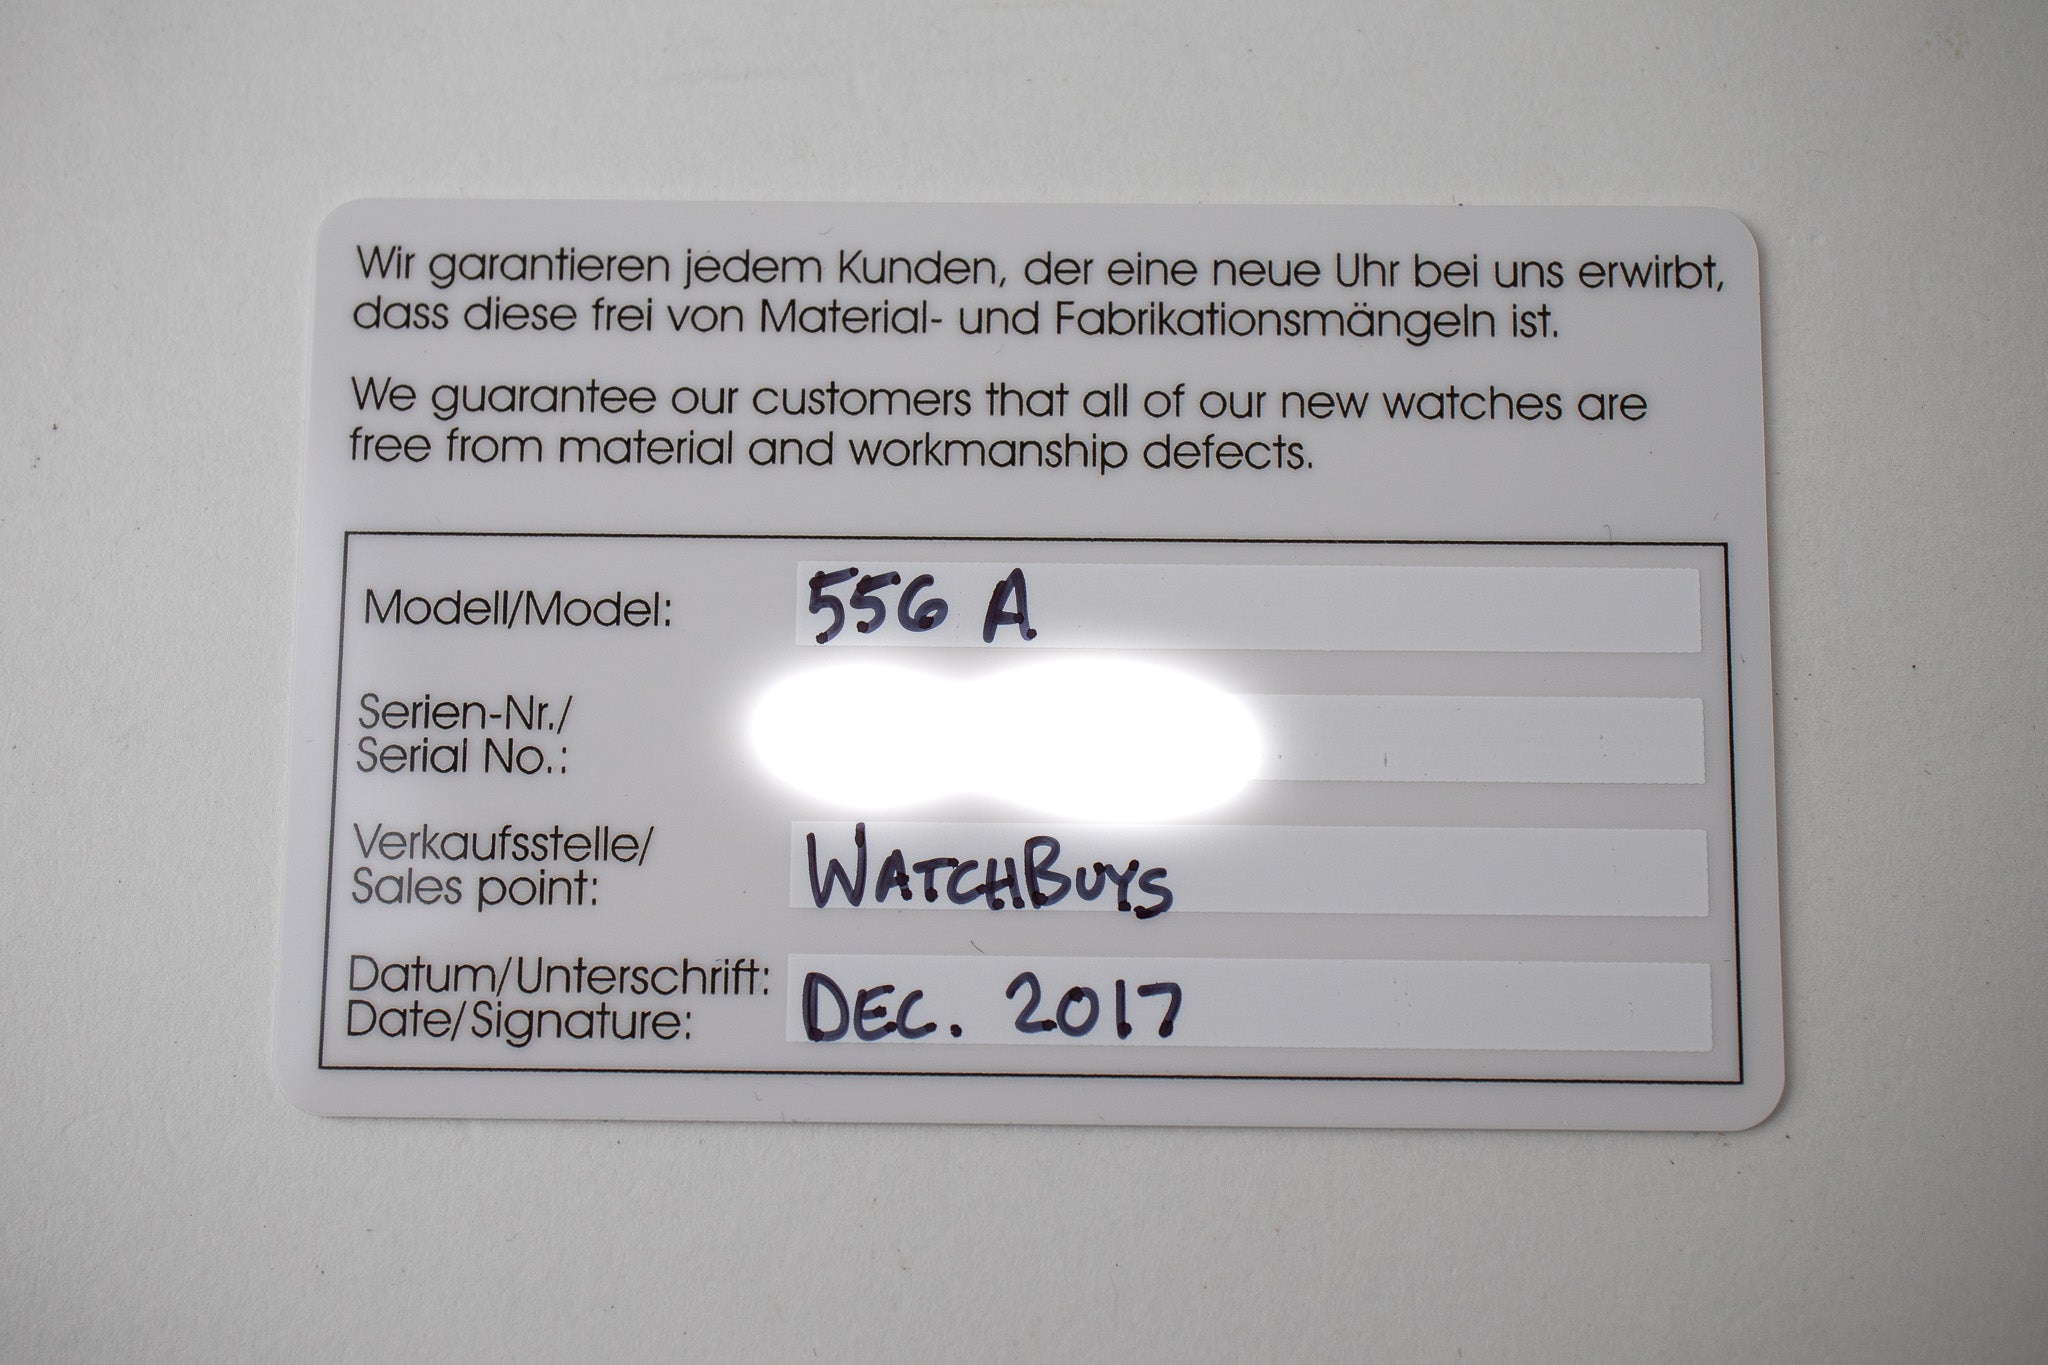 Wir garantieren jedem Kunden, der eine neue Uhr bei uns erwirbt,
dass diese frei von Material- und Fabrikationsmängeln ist.
We guarantee our customers that all of our new watches are
free from material and workmanship defects.
Modell/Model: 556 A
Serien-Nr./
Serial No.:
Verkaufsstelle/
Sales point: WATCHBUYS
Datum/Unterschrift:
Date/Signature: DEC. 2017